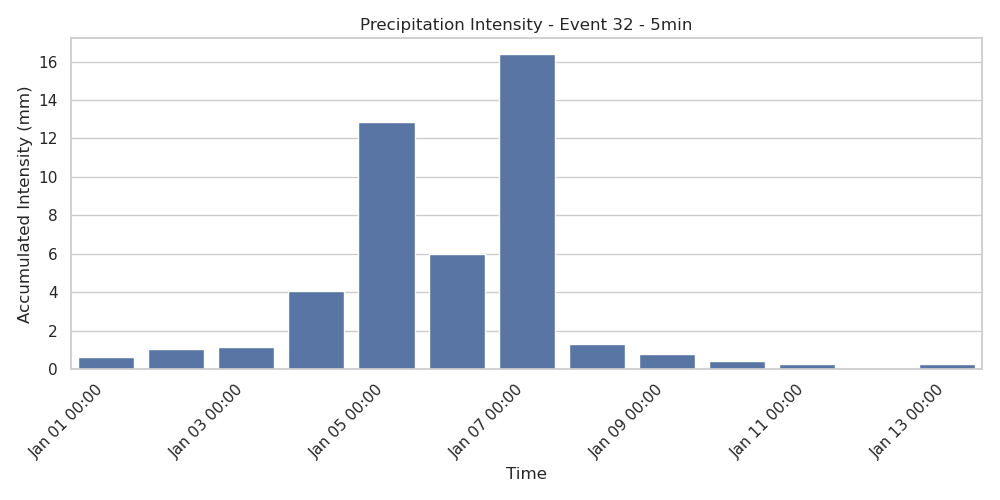 Precipitation Intensity - Event 32 - 5min
Accumulated Intensity (mm)
16
14
12
10
8
6
4
2
0
Jan 01 00:00
Jan 03 00:00
Jan 05 00:00
Jan 07 00:00
Jan 09 00:00
Jan 11 00:00
Jan 13 00:00
Time